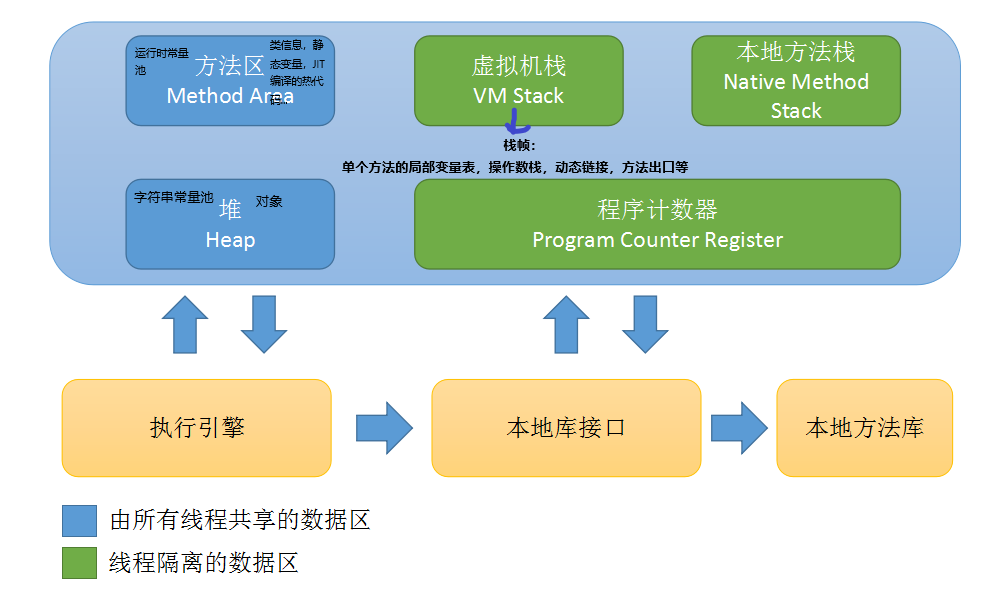 运行时常量
池
方法区
Method Area
类信息，静
态变量，JIT
编译的热代
码...
虚拟机栈
VM Stack
本地方法栈
Native Method
Stack
栈帧：
单个方法的局部变量表，操作数栈，动态链接，方法出口等
字符串常量池
堆
对象
Heap
程序计数器
Program Counter Register
执行引擎
本地库接口
本地方法库
由所有线程共享的数据区
线程隔离的数据区